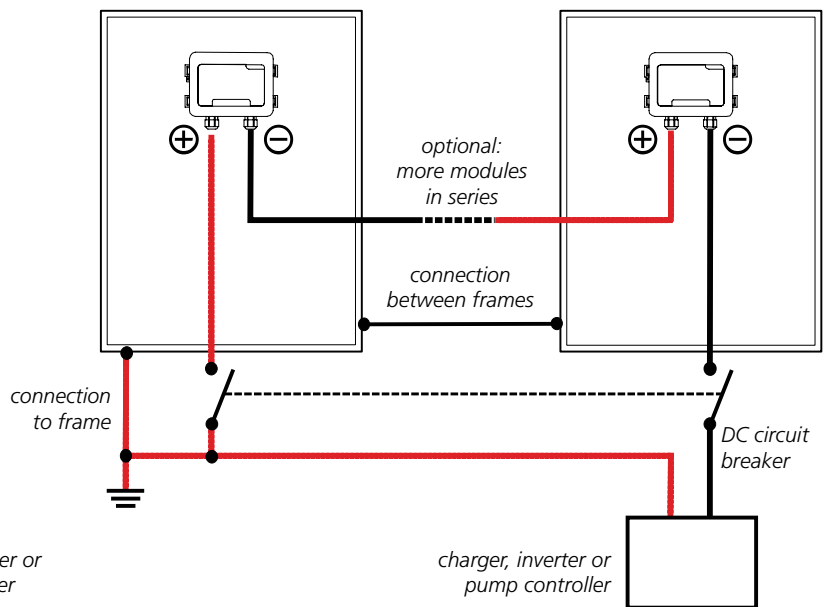 +
−
+
−
optional:
more modules
in series
connection
between frames
connection
to frame
DC circuit
breaker
charger, inverter or
pump controller